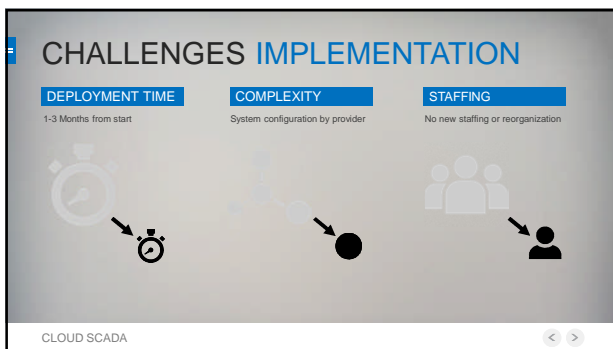 CHALLENGES IMPLEMENTATION
DEPLOYMENT TIME
1-3 Months from start
COMPLEXITY
System configuration by provider
STAFFING
No new staffing or reorganization
CLOUD SCADA